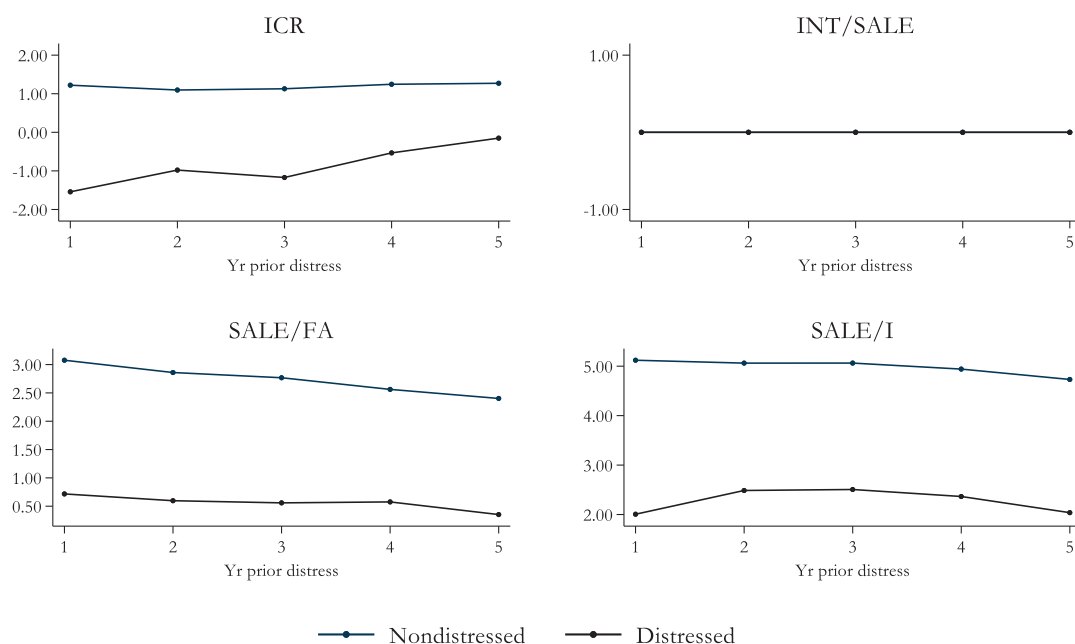 ICR
2.00
1.00
0.00
-1.00
-2.00
1 2 3 4 5
Yr prior distress
INT/SALE
1.00
-1.00
1 2 3 4 5
Yr prior distress
SALE/FA
3.00
2.50
2.00
1.50
1.00
0.50
1 2 3 4 5
Yr prior distress
SALE/I
5.00
4.00
3.00
2.00
1 2 3 4 5
Yr prior distress
Nondistressed Distressed